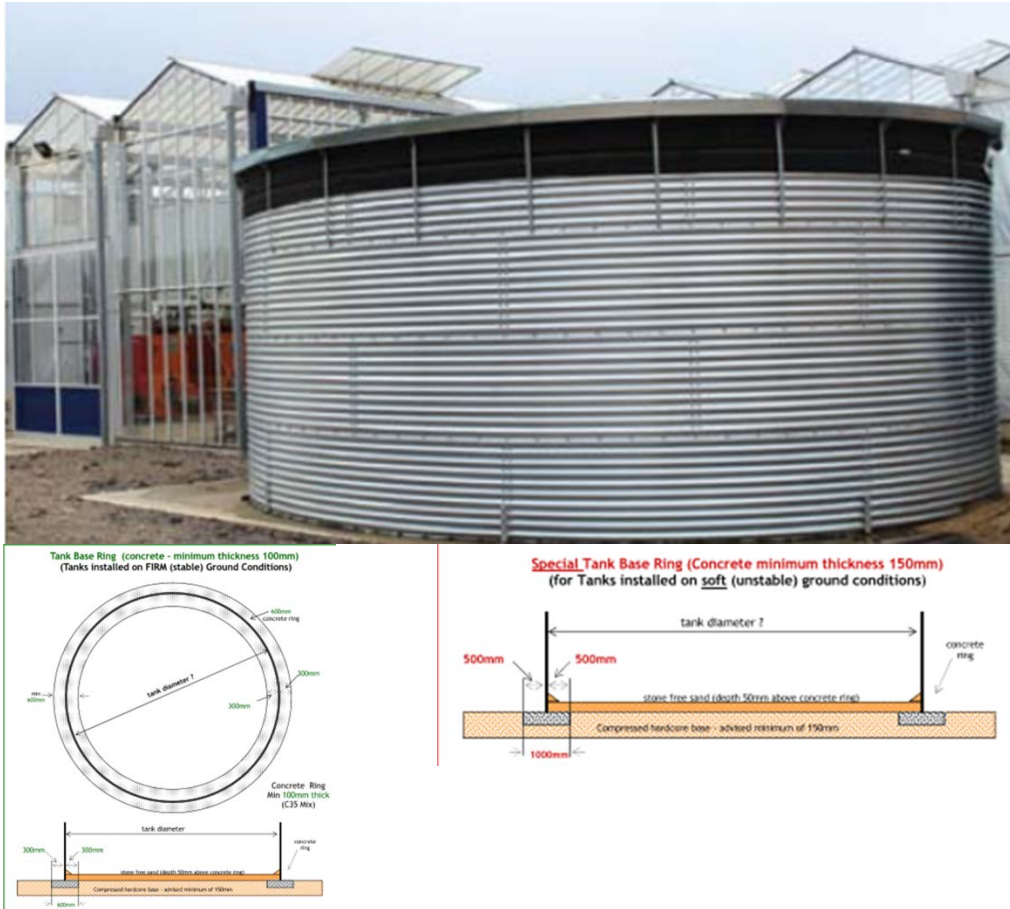 Tank Base Ring (concrete - minimum thickness 100mm)
(Tanks installed on FIRM (stable) Ground Conditions)
600mm
concrete ring
tank diameter ?
min
600mm
300mm
300mm
Concrete Ring
Min 100mm thick
(C35 Mix)
tank diameter
300mm
300mm
concrete
ring
stone free sand (depth 50mm above concrete ring)
Compressed hardcore base - advised minimum of 150mm
600mm
Special Tank Base Ring (Concrete minimum thickness 150mm)
(for Tanks installed on soft (unstable) ground conditions)
tank diameter ?
500mm
500mm
concrete
ring
stone free sand (depth 50mm above concrete ring)
Compressed hardcore base - advised minimum of 150mm
1000mm